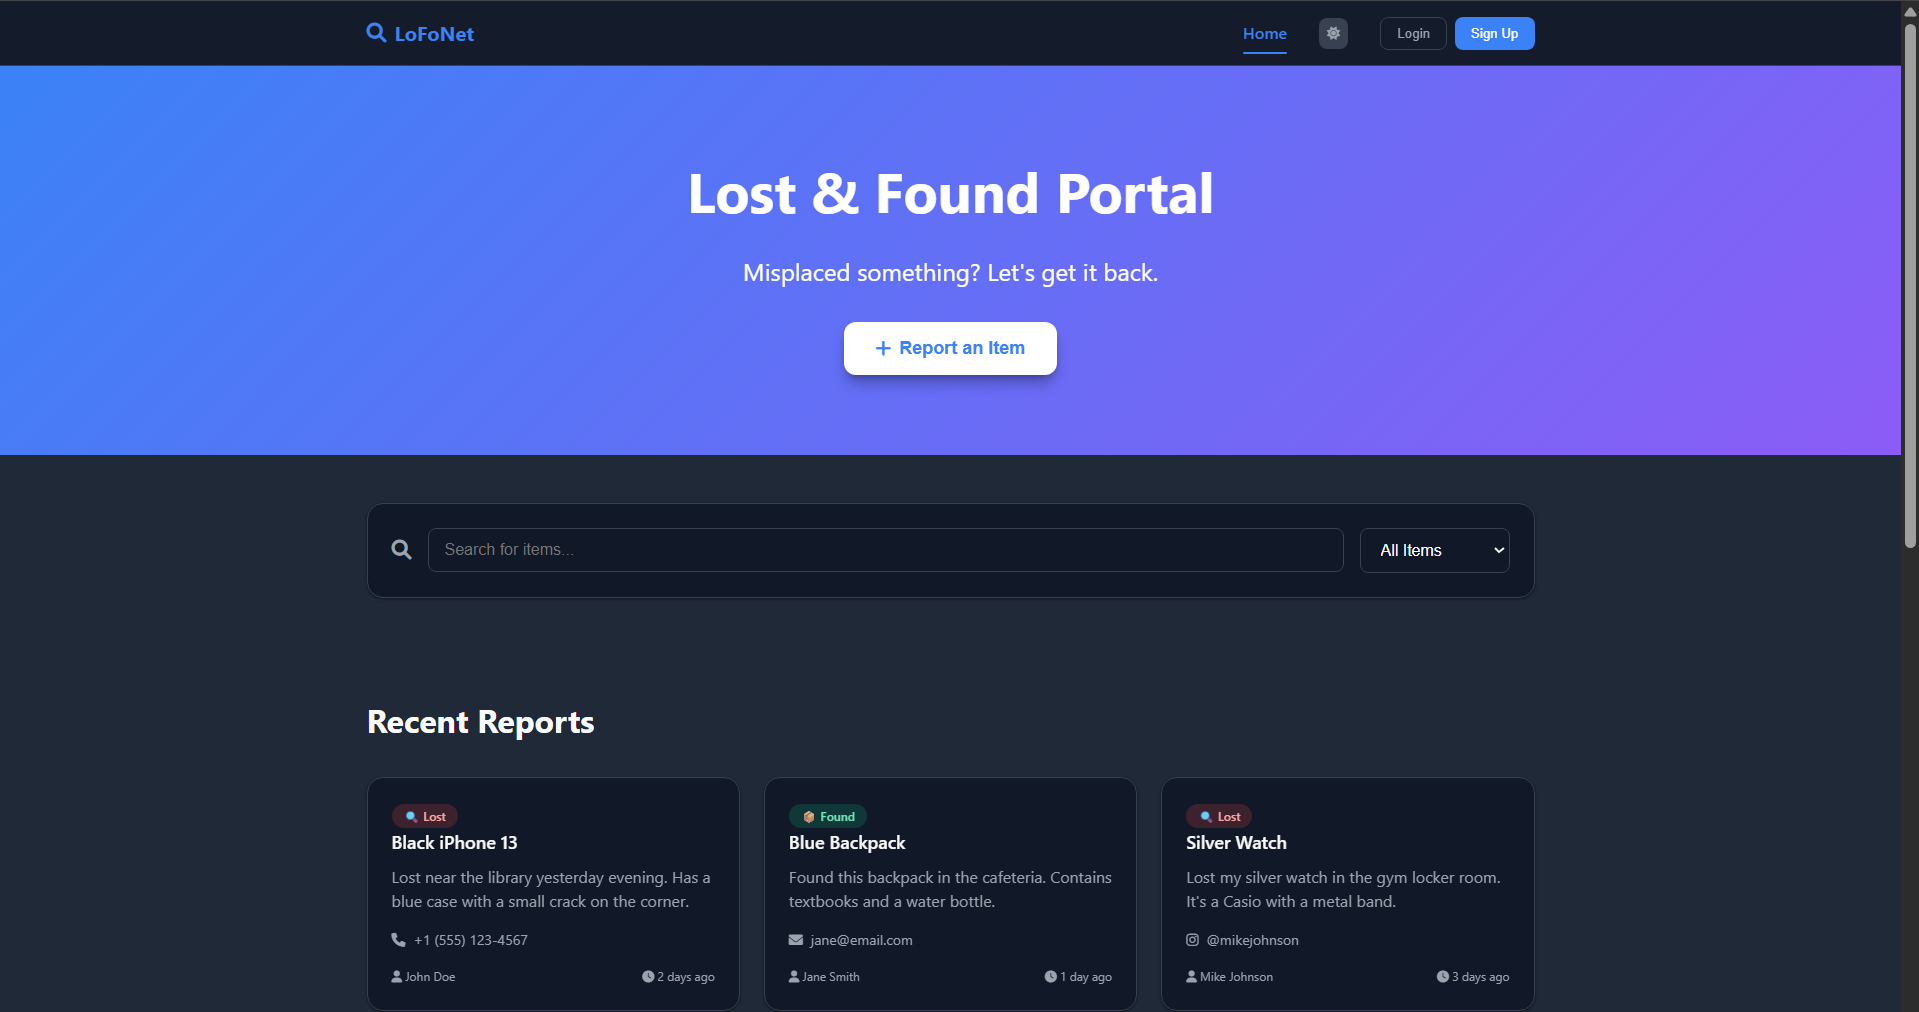 LoFoNet
Home
Login
Sign Up
Lost & Found Portal
Misplaced something? Let's get it back.
Report an Item
Search for items...
All Items
Recent Reports
Lost
Black iPhone 13
Lost near the library yesterday evening. Has a
blue case with a small crack on the corner.
+1 (555) 123-4567
John Doe
2 days ago
Found
Blue Backpack
Found this backpack in the cafeteria. Contains
textbooks and a water bottle.
jane@email.com
Jane Smith
1 day ago
Lost
Silver Watch
Lost my silver watch in the gym locker room.
It's a Casio with a metal band.
@mikejohnson
Mike Johnson
3 days ago